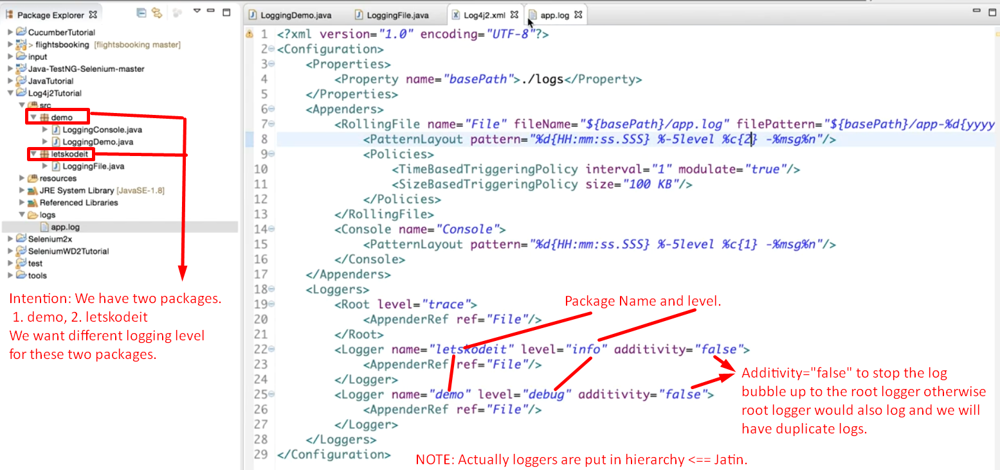 Package Explorer
CucumberTutorial
> flightsbooking [flightsbooking master]
input
Java-TestNG-Selenium-master
JavaTutorial
Log4j2Tutorial
src
demo
LoggingConsole.java
LoggingDemo.java
letskodeit
LoggingFile.java
resources
JRE System Library [JavaSE-1.8]
Referenced Libraries
logs
app.log
Selenium2x
SeleniumWD2Tutorial
test
tools
Intention: We have two packages.
1. demo, 2. letskodeit
We want different logging level
for these two packages.
LoggingDemo.java LoggingFile.java Log4j2.xml app.log
1 <?xml version="1.0" encoding="UTF-8"?>
2 <Configuration>
3 <Properties>
4 <Property name="basePath">./logs</Property>
5 </Properties>
6 <Appenders>
7 <RollingFile name="File" fileName="${basePath}/app.log" filePattern="${basePath}/app-%d{yyyy
8 <PatternLayout pattern="%d{HH:mm:ss.SSS} %-5level %c{2} -%msg%n"/>
9 <Policies>
10 <TimeBasedTriggeringPolicy interval="1" modulate="true"/>
11 <SizeBasedTriggeringPolicy size="100 KB"/>
12 </Policies>
13 </RollingFile>
14 <Console name="Console">
15 <PatternLayout pattern="%d{HH:mm:ss.SSS} %-5level %c{1} -%msg%n"/>
16 </Console>
17 </Appenders>
18 <Loggers>
19 <Root level="trace">
20 <AppenderRef ref="File"/>
21 </Root>
22 <Logger name="letskodeit" level="info" additivity="false">
23 <AppenderRef ref="File"/>
24 </Logger>
25 <Logger name="demo" level="debug" additivity="false">
26 <AppenderRef ref="File"/>
27 </Logger>
28 </Loggers>
29 </Configuration>
Package Name and level.
Additivity="false" to stop the log
bubble up to the root logger otherwise
root logger would also log and we will
have duplicate logs.
NOTE: Actually loggers are put in hierarchy <== Jatin.